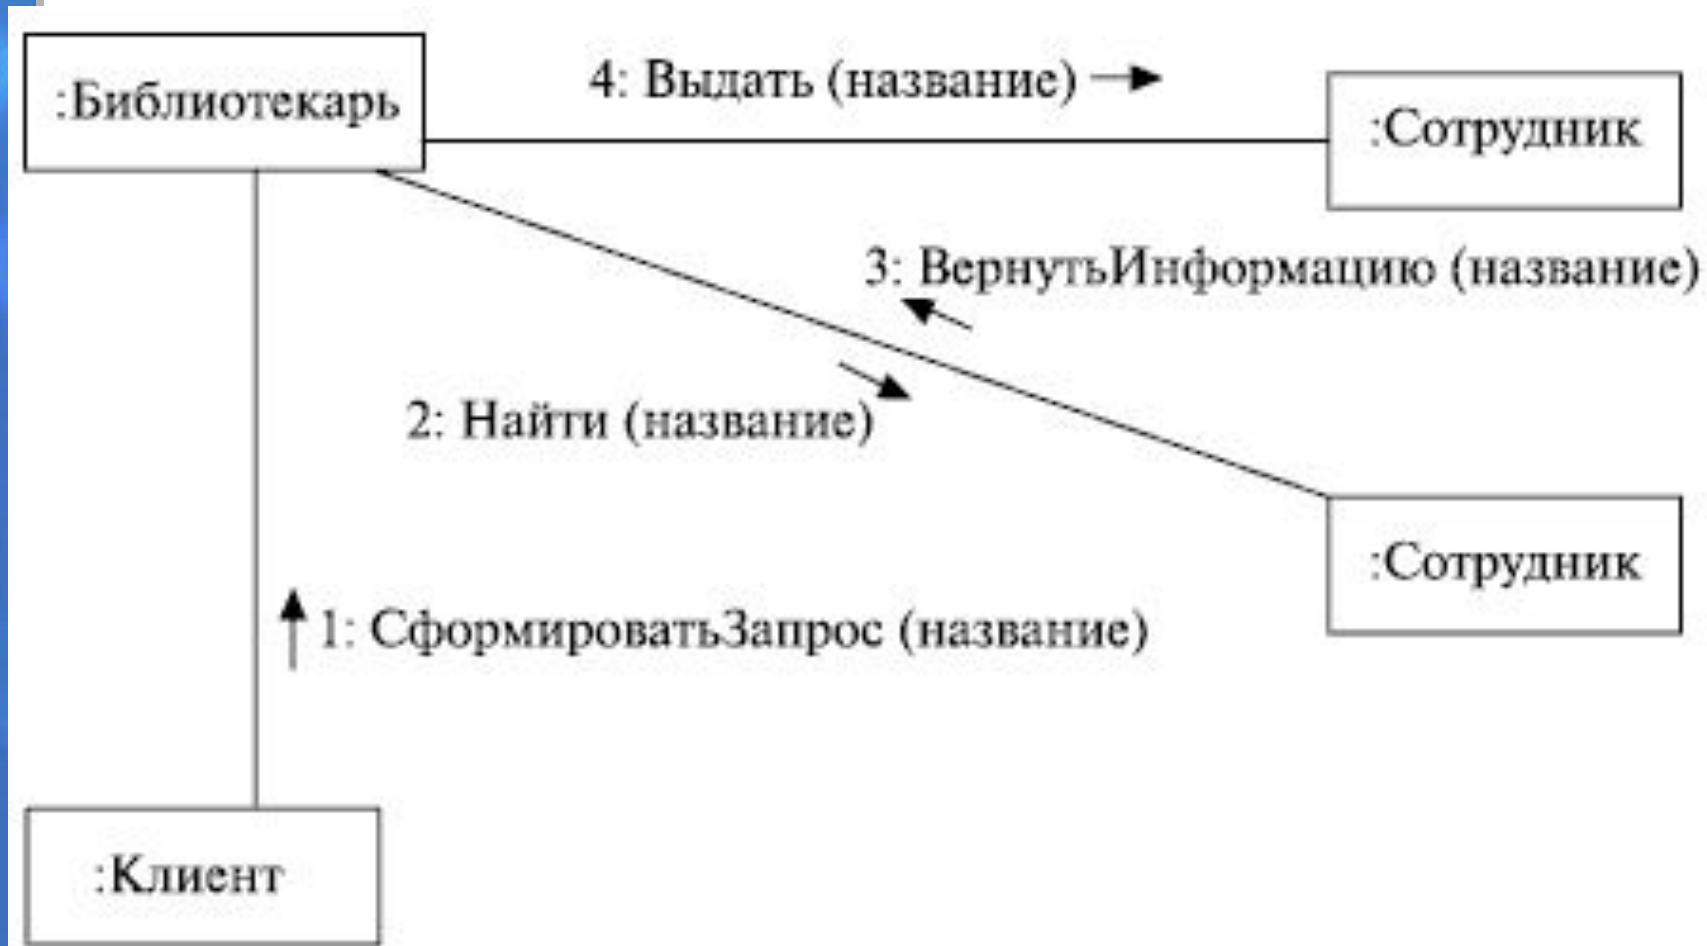 :Библиотекарь
4: Выдать (название)
:Сотрудник
3: ВернутьИнформацию (название)
2: Найти (название)
:Сотрудник
1: СформироватьЗапрос (название)
:Клиент